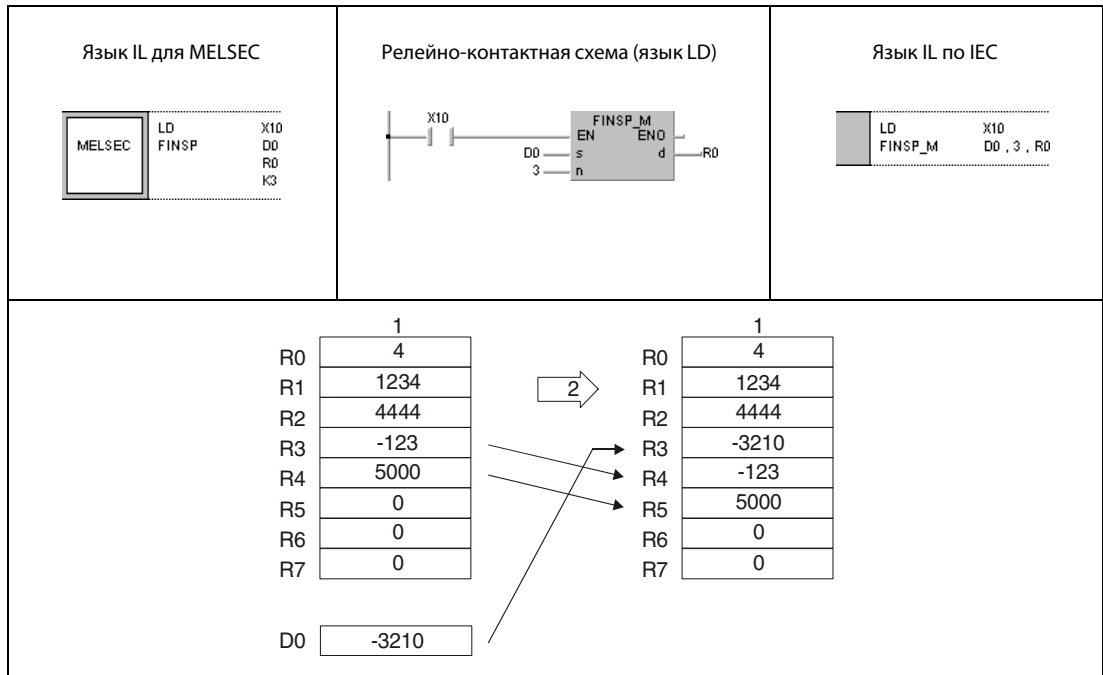 Язык IL для MELSEC
Релейно-контактная схема (язык LD)
Язык IL по IEC
MELSEC
LD X10
FINSP D0
R0
K3
X10
FINSP_M
EN ENO
D0 s d R0
3 n
LD X10
FINSP_M D0 , 3 , R0
1 1
R0 4 R0 4
R1 1234 2 R1 1234
R2 4444 R2 4444
R3 -123 R3 -3210
R4 5000 R4 -123
R5 0 R5 5000
R6 0 R6 0
R7 0 R7 0
D0 -3210